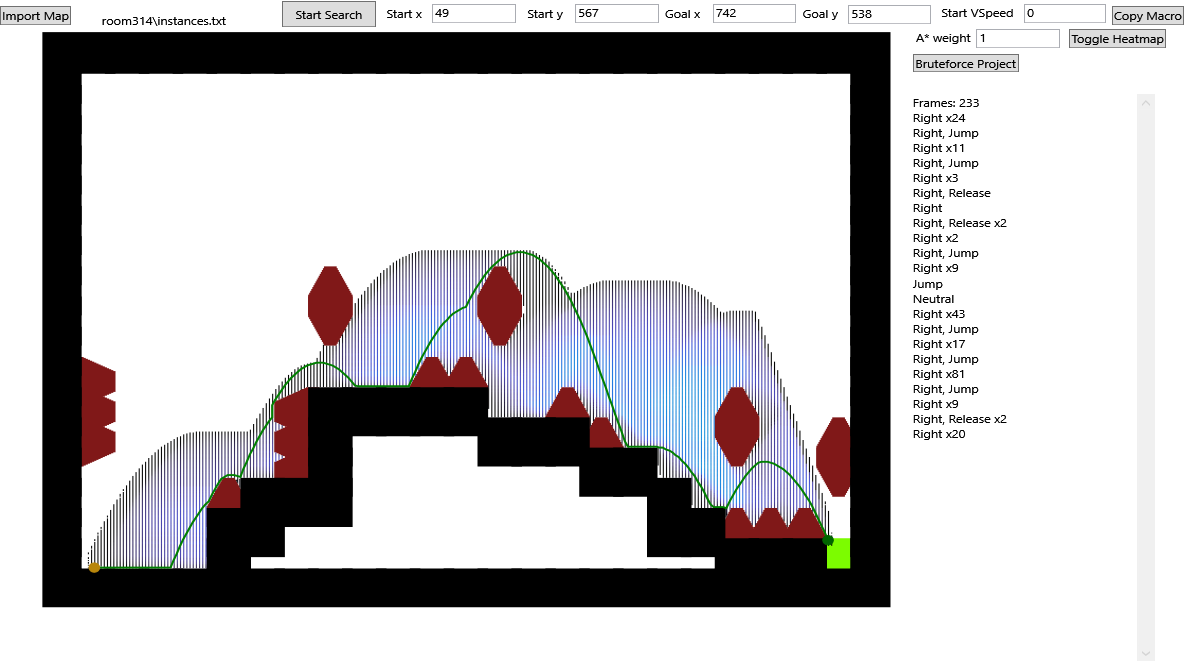 Import Map
room314\instances.txt
Start Search
Start x 49
Start y 567
Goal x 742
Goal y 538
Start VSpeed 0
Copy Macro
A* weight 1
Toggle Heatmap
Bruteforce Project
Frames: 233
Right x24
Right, Jump
Right x11
Right, Jump
Right x3
Right, Release
Right
Right, Release x2
Right x2
Right, Jump
Right x9
Jump
Neutral
Right x43
Right, Jump
Right x17
Right, Jump
Right x81
Right, Jump
Right x9
Right, Release x2
Right x20